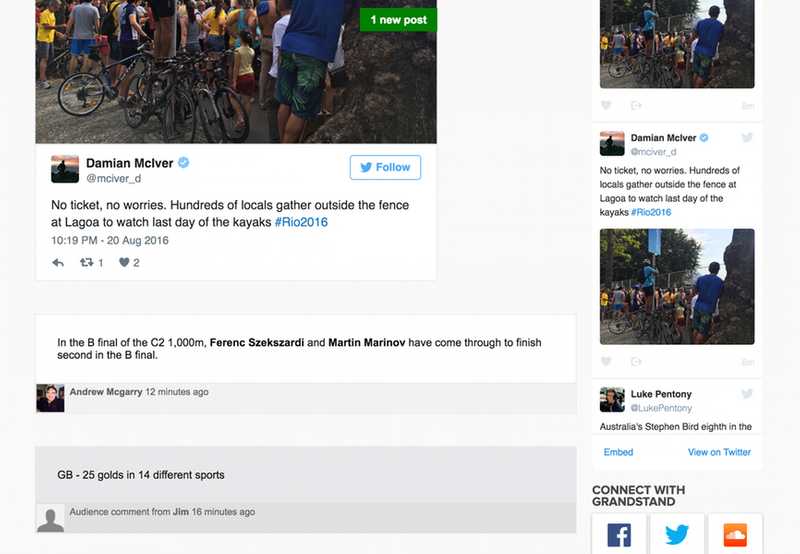 1 new post
Damian McIver
@mciver_d
Follow
No ticket, no worries. Hundreds of locals gather outside the fence
at Lagoa to watch last day of the kayaks #Rio2016
10:19 PM - 20 Aug 2016
1
2
In the B final of the C2 1,000m, Ferenc Szekszardi and Martin Marinov have come through to finish
second in the B final.
Andrew Mcgarry 12 minutes ago
GB - 25 golds in 14 different sports
Audience comment from Jim 16 minutes ago
8m
Damian McIver
@mciver_d
No ticket, no worries. Hundreds of
locals gather outside the fence at
Lagoa to watch last day of the
kayaks #Rio2016
8m
Luke Pentony
@LukePentony
Australia's Stephen Bird eighth in the
Embed
View on Twitter
CONNECT WITH
GRANDSTAND